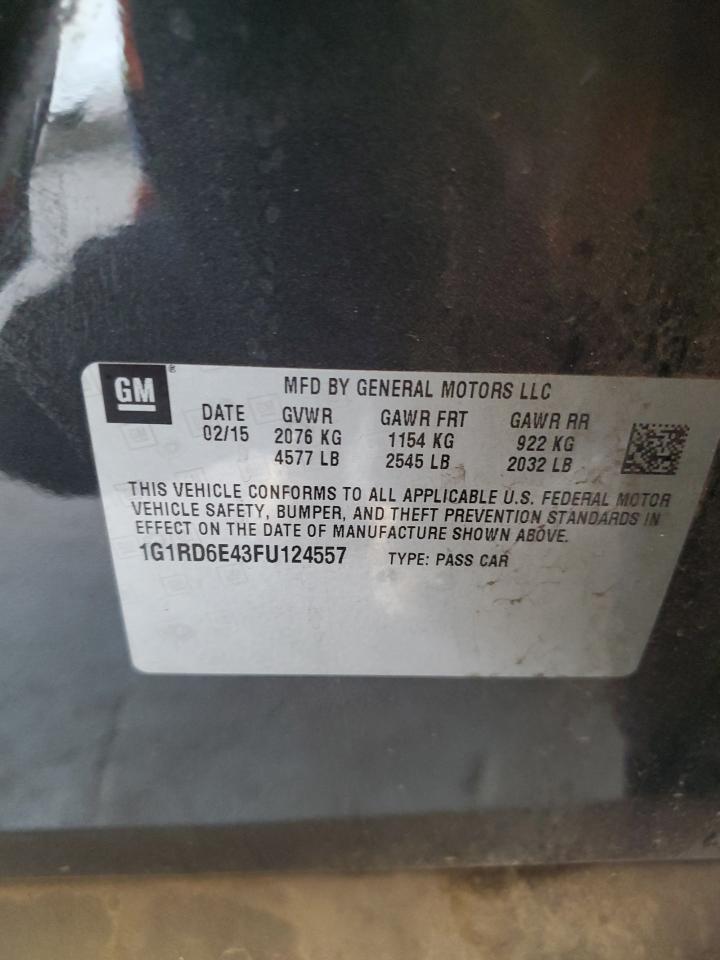 GM®
MFD BY GENERAL MOTORS LLC
DATE GVWR GAWR FRT GAWR RR
02/15 2076 KG 1154 KG 922 KG
4577 LB 2545 LB 2032 LB
THIS VEHICLE CONFORMS TO ALL APPLICABLE U.S. FEDERAL MOTOR
VEHICLE SAFETY, BUMPER, AND THEFT PREVENTION STANDARDS IN
EFFECT ON THE DATE OF MANUFACTURE SHOWN ABOVE.
1G1RD6E43FU124557 TYPE: PASS CAR